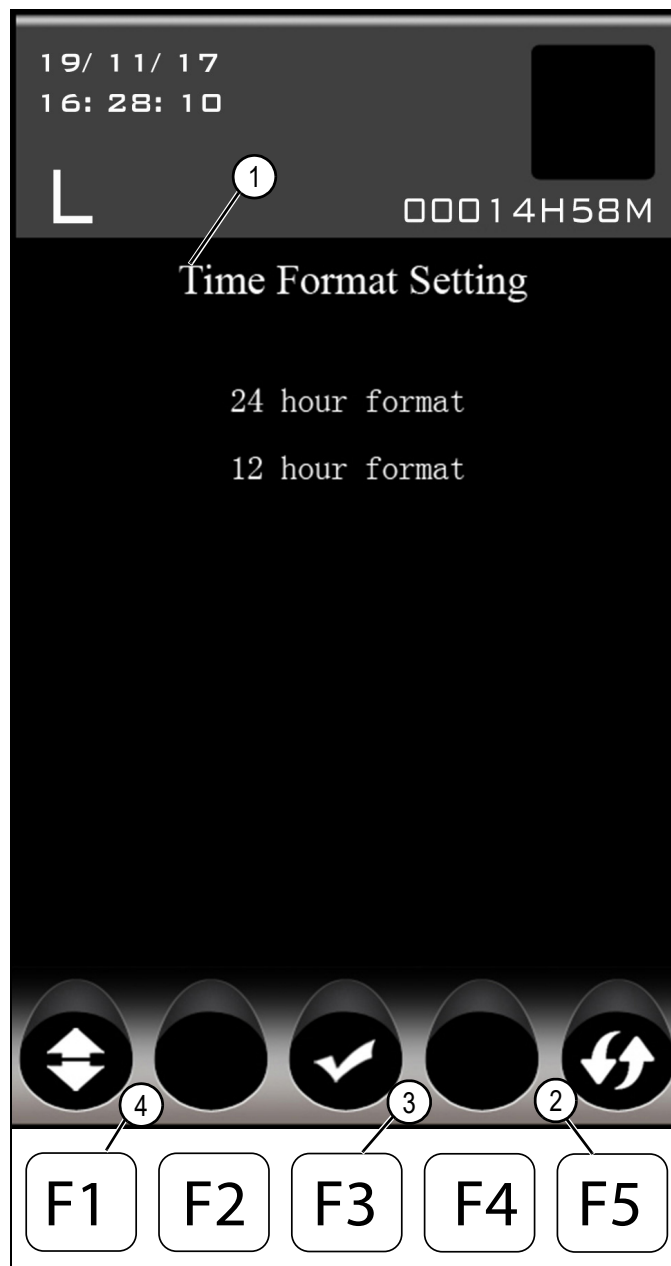 19/ 11/ 17
16: 28: 10
1
L
00014H58M
Time Format Setting
24 hour format
12 hour format
4
3
2
F1 F2 F3 F4 F5